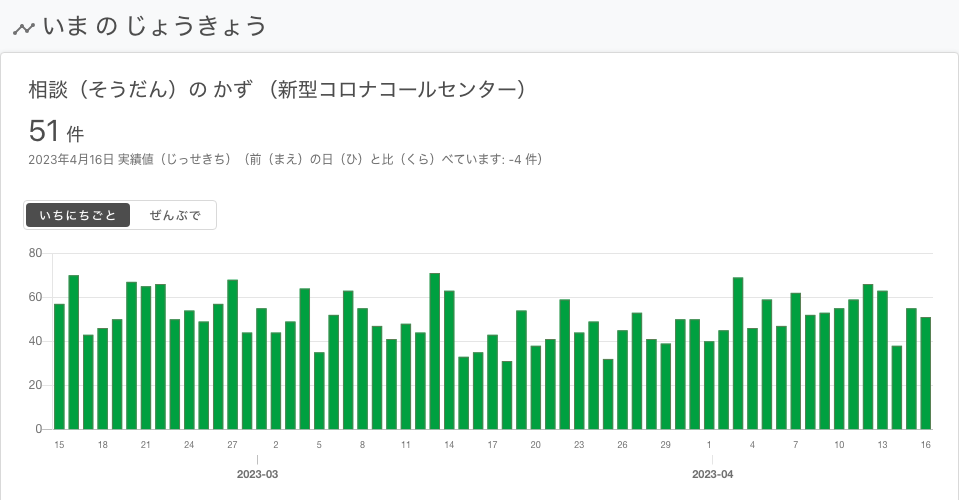 いま の じょうきょう
相談（そうだん）の かず （新型コロナコールセンター）
51 件
2023年4月16日 実績値（じっせきち）（前（まえ）の日（ひ）と比（くら）べています: -4 件）
いちにちごと ぜんぶで
80
60
40
20
0
15 18 21 24 27 2 5 8 11 14 17 20 23 26 29 1 4 7 10 13 16
2023-03 2023-04